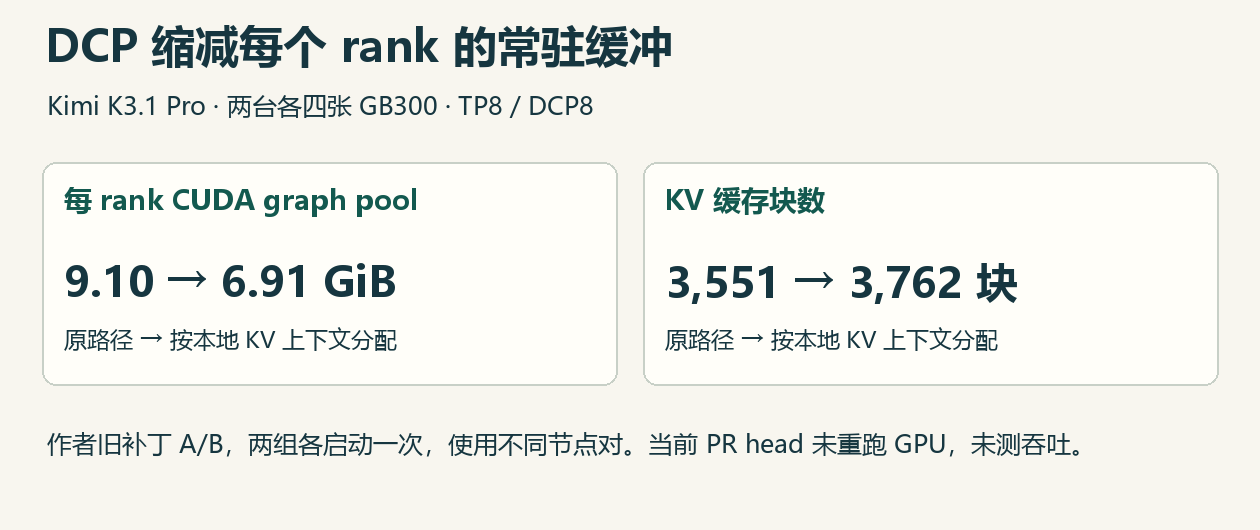 DCP 缩减每个 rank 的常驻缓冲
Kimi K3.1 Pro · 两台各四张 GB300 · TP8 / DCP8
每 rank CUDA graph pool
9.10 → 6.91 GiB
原路径 → 按本地 KV 上下文分配
KV 缓存块数
3,551 → 3,762 块
原路径 → 按本地 KV 上下文分配
作者旧补丁 A/B，两组各启动一次，使用不同节点对。当前 PR head 未重跑 GPU，未测吞吐。